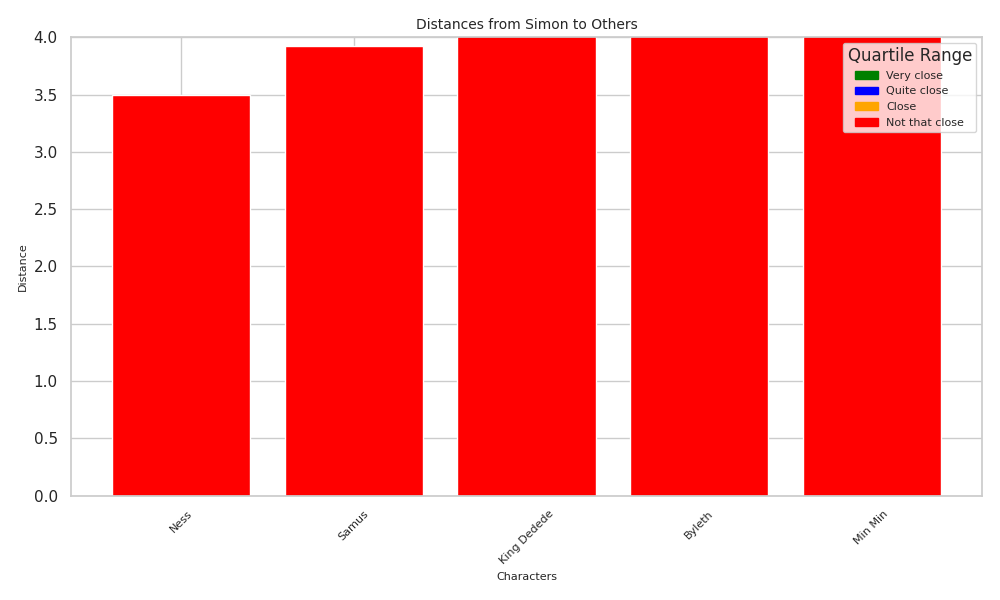 Distances from Simon to Others
Quartile Range
Very close
Quite close
Close
Not that close
4.0
3.5
3.0
2.5
2.0
1.5
1.0
0.5
0.0
Distance
Ness
Samus
King Dedede
Byleth
Min Min
Characters